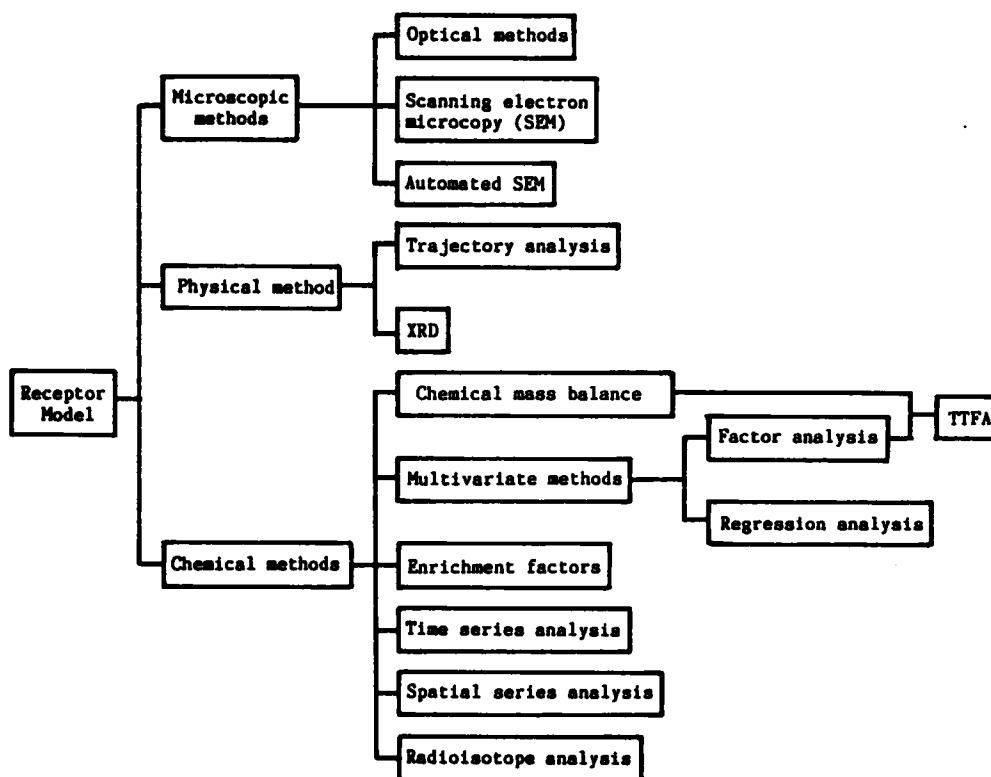 Optical methods
Microscopic
methods
Scanning electron
microcopy (SEM)
Automated SEM
Trajectory analysis
Physical method
XRD
Receptor
Model
Chemical mass balance
TTFA
Factor analysis
Multivariate methods
Regression analysis
Chemical methods
Enrichment factors
Time series analysis
Spatial series analysis
Radioisotope analysis